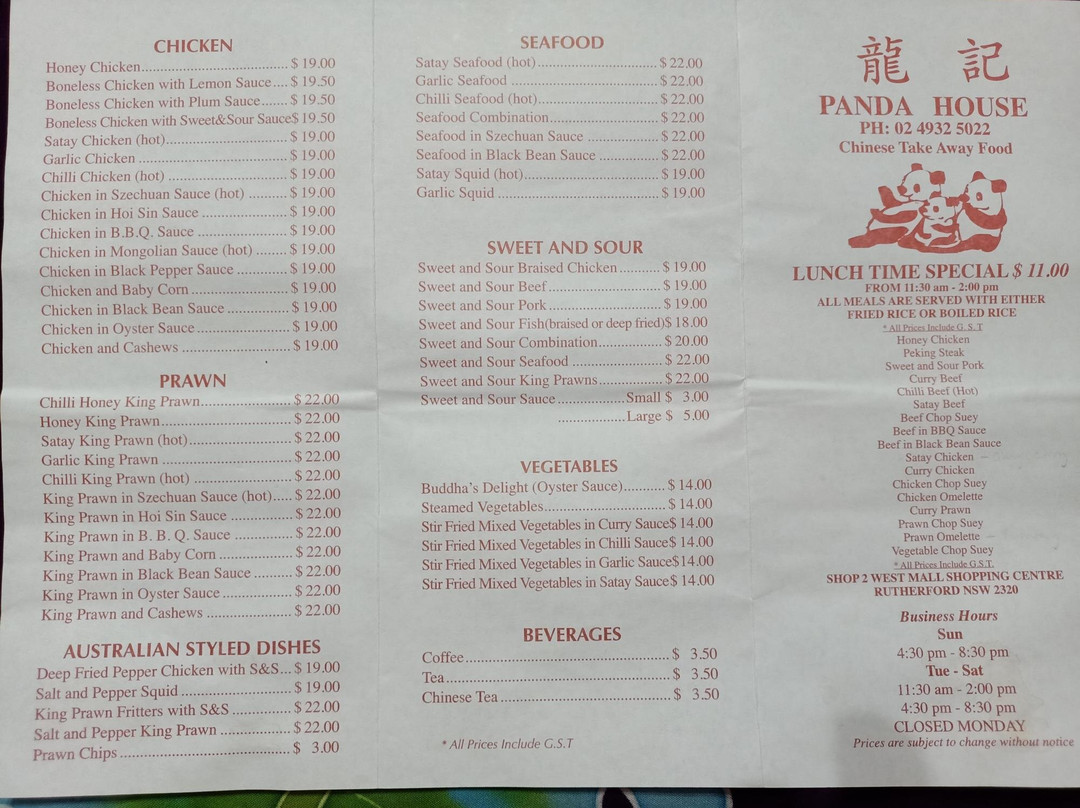 CHICKEN
Honey Chicken.................................... $ 19.00
Boneless Chicken with Lemon Sauce.... $ 19.50
Boneless Chicken with Plum Sauce....... $ 19.50
Boneless Chicken with Sweet&Sour Sauce$ 19.50
Satay Chicken (hot).............................. $ 19.00
Garlic Chicken ..................................... $ 19.00
Chilli Chicken (hot) .............................. $ 19.00
Chicken in Szechuan Sauce (hot) ......... $ 19.00
Chicken in Hoi Sin Sauce ..................... $ 19.00
Chicken in B.B.Q. Sauce ...................... $ 19.00
Chicken in Mongolian Sauce (hot) ....... $ 19.00
Chicken in Black Pepper Sauce ............ $ 19.00
Chicken and Baby Corn ........................ $ 19.00
Chicken in Black Bean Sauce ............... $ 19.00
Chicken in Oyster Sauce ....................... $ 19.00
Chicken and Cashews .......................... $ 19.00
PRAWN
Chilli Honey King Prawn....................... $ 22.00
Honey King Prawn................................ $ 22.00
Satay King Prawn (hot)......................... $ 22.00
Garlic King Prawn ................................ $ 22.00
Chilli King Prawn (hot) ......................... $ 22.00
King Prawn in Szechuan Sauce (hot)..... $ 22.00
King Prawn in Hoi Sin Sauce ................ $ 22.00
King Prawn in B. B. Q. Sauce ............... $ 22.00
King Prawn and Baby Corn ................... $ 22.00
King Prawn in Black Bean Sauce .......... $ 22.00
King Prawn in Oyster Sauce.................. $ 22.00
King Prawn and Cashews ..................... $ 22.00
AUSTRALIAN STYLED DISHES
Deep Fried Pepper Chicken with S&S... $ 19.00
Salt and Pepper Squid ........................... $ 19.00
King Prawn Fritters with S&S ............... $ 22.00
Salt and Pepper King Prawn ................. $ 22.00
Prawn Chips .......................................... $ 3.00
SEAFOOD
Satay Seafood (hot).............................. $ 22.00
Garlic Seafood ..................................... $ 22.00
Chilli Seafood (hot).............................. $ 22.00
Seafood Combination........................... $ 22.00
Seafood in Szechuan Sauce .................. $ 22.00
Seafood in Black Bean Sauce ............... $ 22.00
Satay Squid (hot).................................. $ 19.00
Garlic Squid ......................................... $ 19.00
SWEET AND SOUR
Sweet and Sour Braised Chicken .......... $ 19.00
Sweet and Sour Beef............................. $ 19.00
Sweet and Sour Pork ............................ $ 19.00
Sweet and Sour Fish(braised or deep fried)$ 18.00
Sweet and Sour Combination................ $ 20.00
Sweet and Sour Seafood ....................... $ 22.00
Sweet and Sour King Prawns................. $ 22.00
Sweet and Sour Sauce .................Small $ 3.00
.................Large $ 5.00
VEGETABLES
Buddha's Delight (Oyster Sauce).......... $ 14.00
Steamed Vegetables............................... $ 14.00
Stir Fried Mixed Vegetables in Curry Sauce$ 14.00
Stir Fried Mixed Vegetables in Chilli Sauce$ 14.00
Stir Fried Mixed Vegetables in Garlic Sauce$14.00
Stir Fried Mixed Vegetables in Satay Sauce$ 14.00
BEVERAGES
Coffee................................................... $ 3.50
Tea........................................................ $ 3.50
Chinese Tea ........................................... $ 3.50
* All Prices Include G.S.T
龍 記
PANDA HOUSE
PH: 02 4932 5022
Chinese Take Away Food
LUNCH TIME SPECIAL $ 11.00
FROM 11:30 am - 2:00 pm
ALL MEALS ARE SERVED WITH EITHER
FRIED RICE OR BOILED RICE
* All Prices Include G. S. T
Honey Chicken
Peking Steak
Sweet and Sour Pork
Curry Beef
Chilli Beef (Hot)
Satay Beef
Beef Chop Suey
Beef in BBQ Sauce
Beef in Black Bean Sauce
Satay Chicken
Curry Chicken
Chicken Chop Suey
Chicken Omelette
Curry Prawn
Prawn Chop Suey
Prawn Omelette
Vegetable Chop Suey
* All Prices Include G.S.T.
SHOP 2 WEST MALL SHOPPING CENTRE
RUTHERFORD NSW 2320
Business Hours
Sun
4:30 pm - 8:30 pm
Tue - Sat
11:30 am - 2:00 pm
4:30 pm - 8:30 pm
CLOSED MONDAY
Prices are subject to change without notice